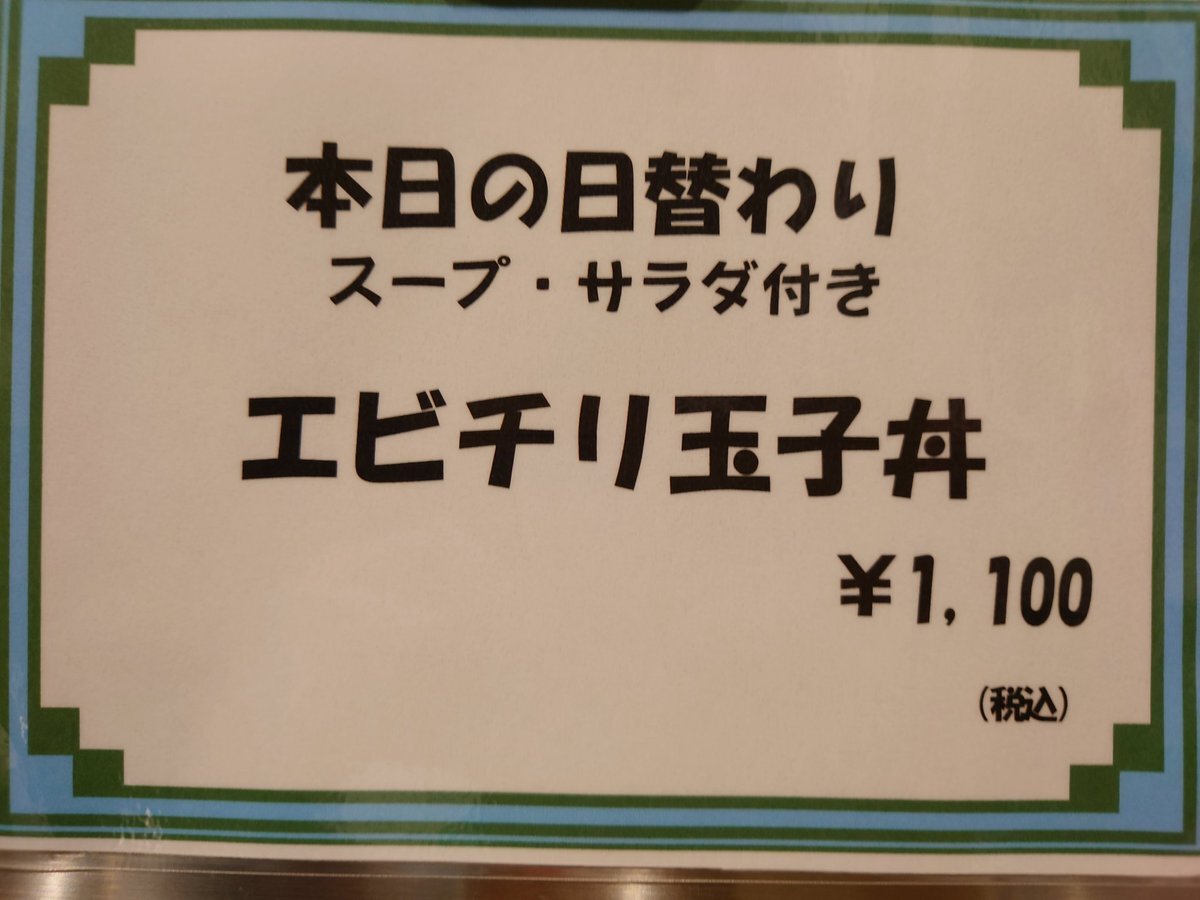 本日の日替わり
スープ・サラダ付き
エビチリ玉子丼
¥1,100
(税込)